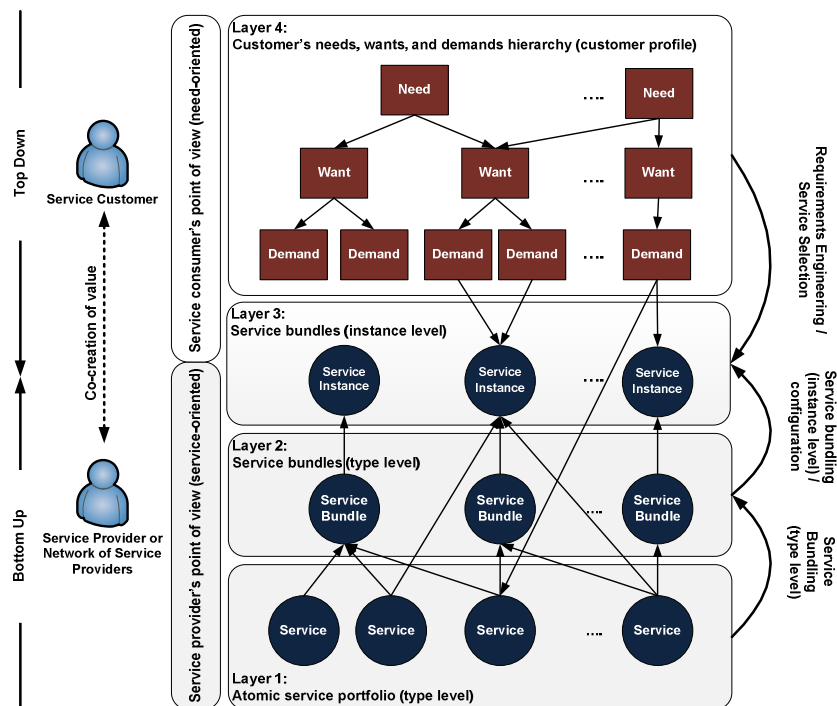 Top Down
Bottom Up
Service Customer
Co-creation of value
Service Provider or
Network of Service
Providers
Service consumer's point of view (need-oriented)
Service provider's point of view (service-oriented)
Layer 4:
Customer's needs, wants, and demands hierarchy (customer profile)
Need
....
Need
Want
Want
....
Want
Demand
Demand
Demand
Demand
....
Demand
Layer 3:
Service bundles (instance level)
Service
Instance
Service
Instance
....
Service
Instance
Layer 2:
Service bundles (type level)
Service
Bundle
Service
Bundle
....
Service
Bundle
Service
Service
Service
....
Service
Layer 1:
Atomic service portfolio (type level)
Requirements Engineering /
Service Selection
Service bundling
(instance level) /
configuration
Service
Bundling
(type level)